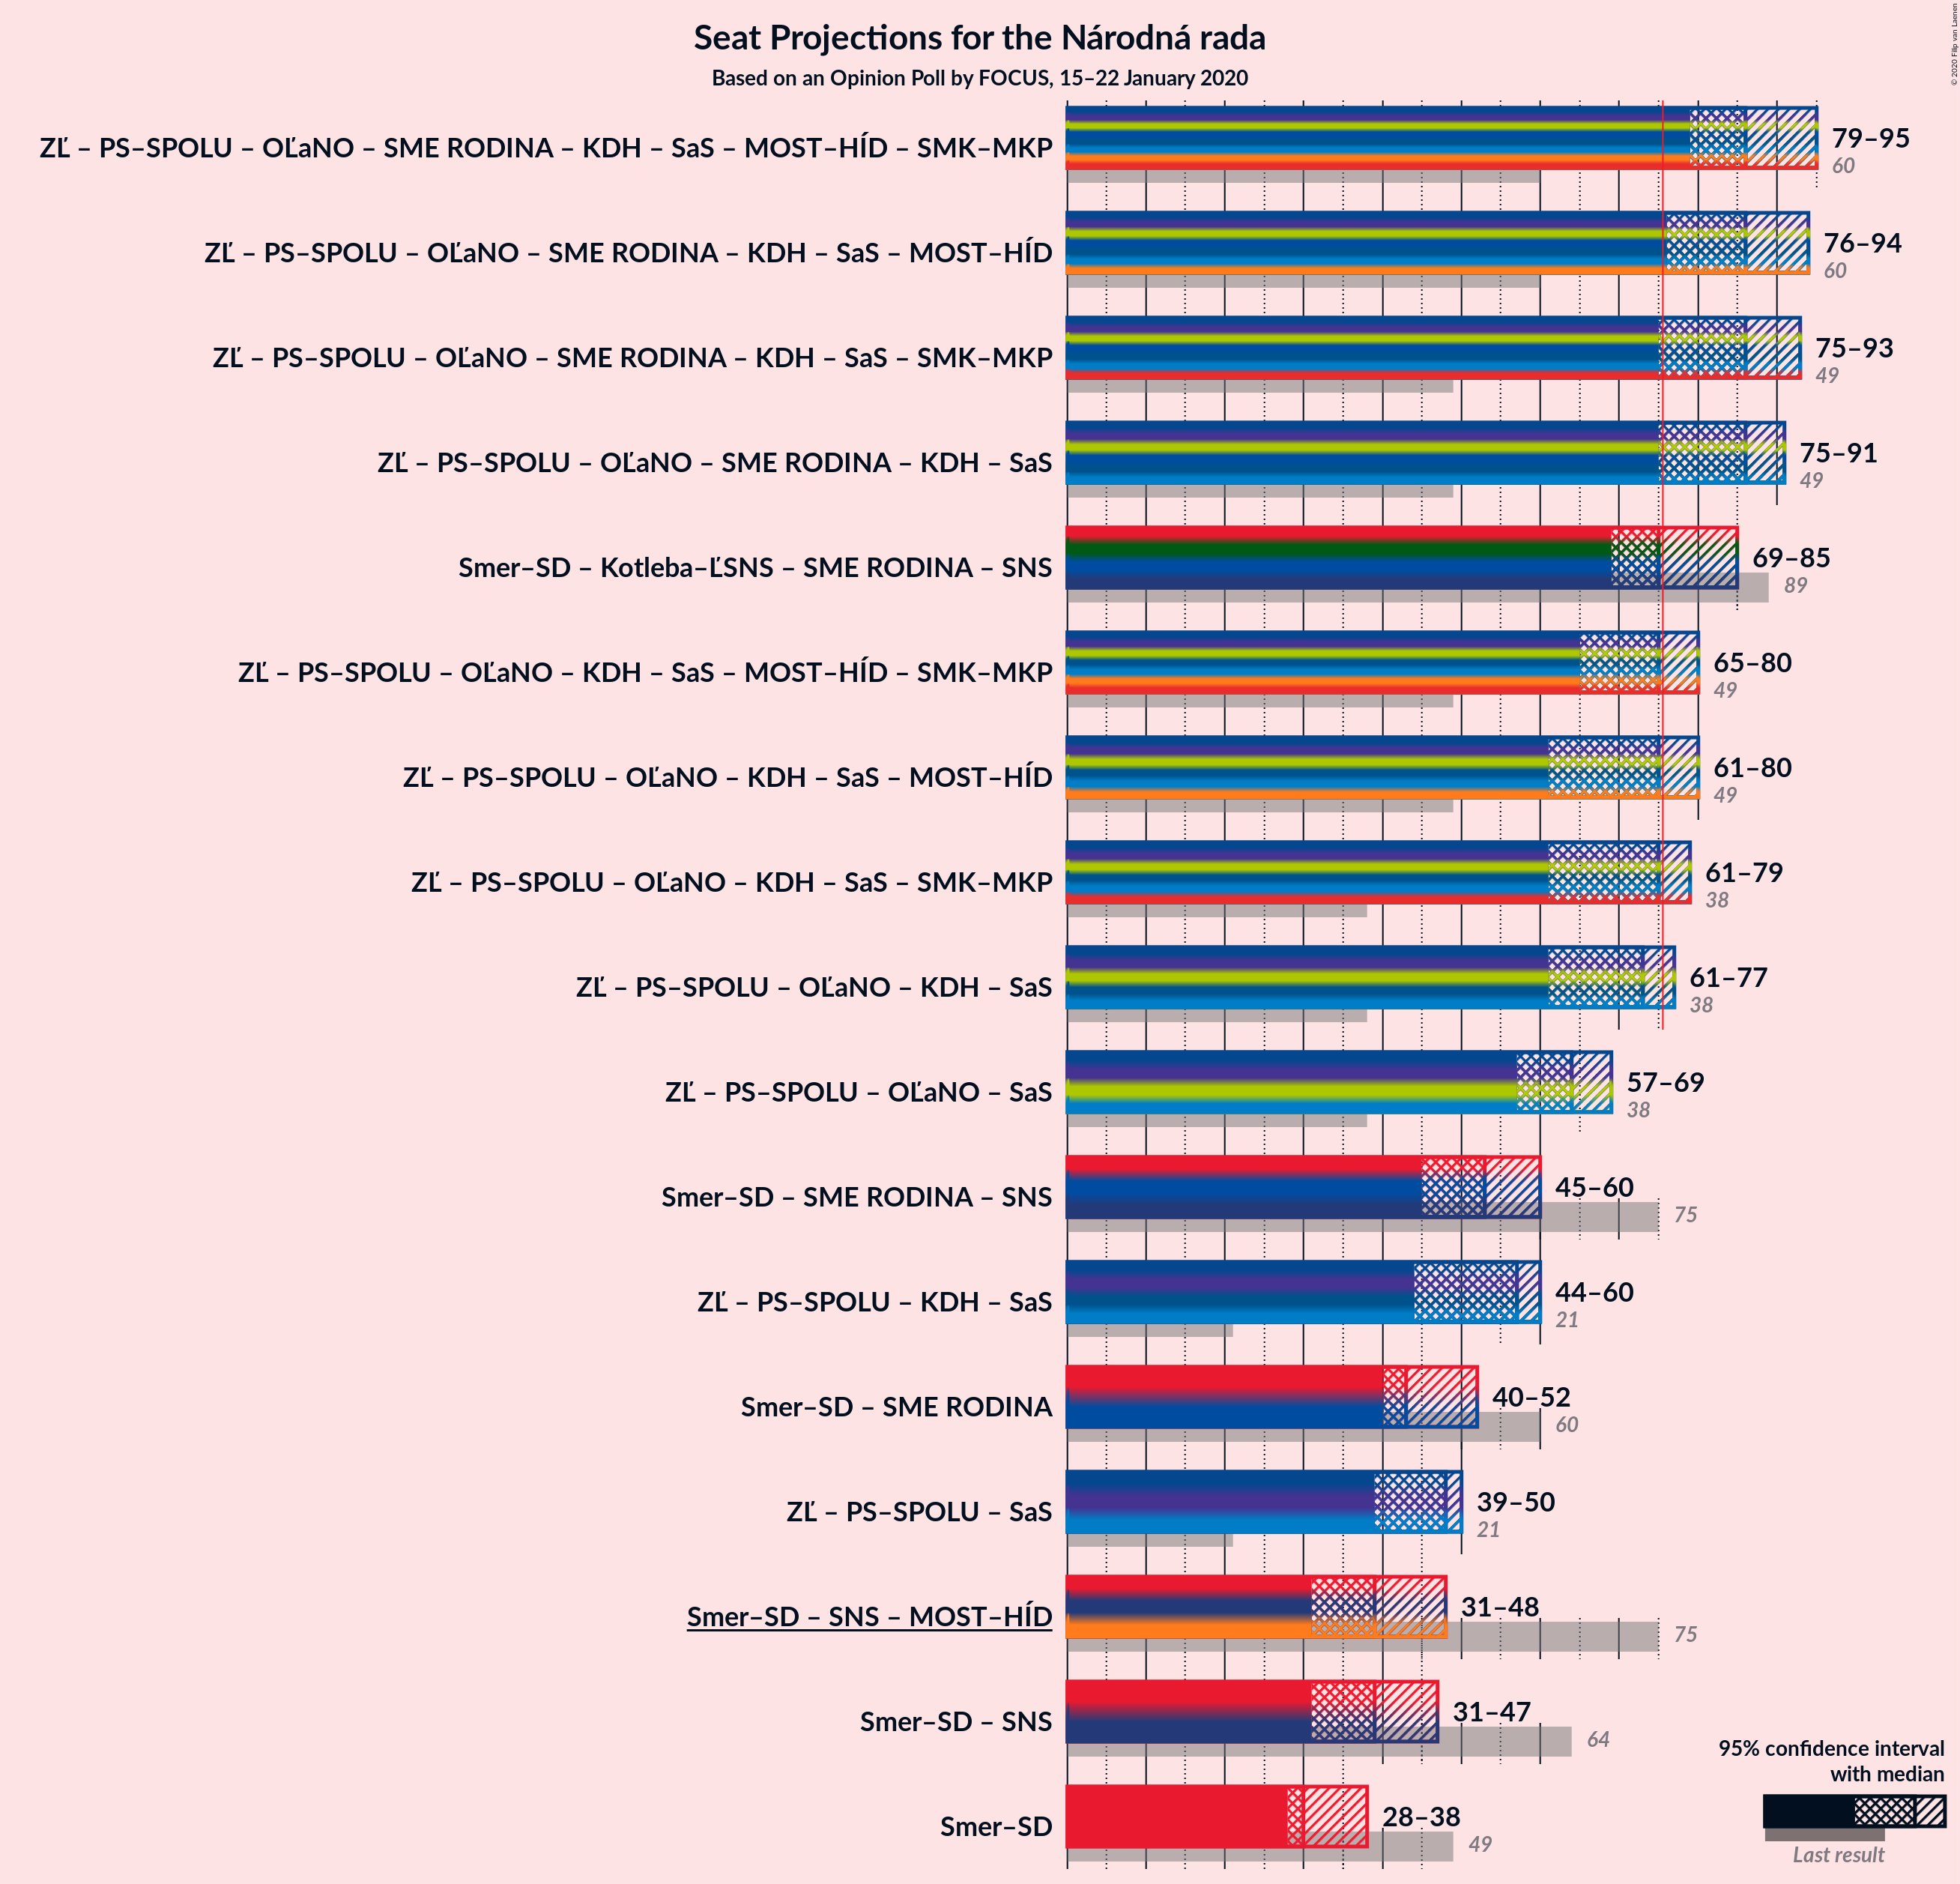 Seat Projections for the Národná rada
Based on an Opinion Poll by FOCUS, 15–22 January 2020
© 2020 Filip van Laenen
ZĽ – PS–SPOLU – OĽaNO – SME RODINA – KDH – SaS – MOST–HÍD – SMK–MKP
79–95
60
ZĽ – PS–SPOLU – OĽaNO – SME RODINA – KDH – SaS – MOST–HÍD
76–94
60
ZĽ – PS–SPOLU – OĽaNO – SME RODINA – KDH – SaS – SMK–MKP
75–93
49
ZĽ – PS–SPOLU – OĽaNO – SME RODINA – KDH – SaS
75–91
49
Smer–SD – Kotleba–ĽSNS – SME RODINA – SNS
69–85
89
ZĽ – PS–SPOLU – OĽaNO – KDH – SaS – MOST–HÍD – SMK–MKP
65–80
49
ZĽ – PS–SPOLU – OĽaNO – KDH – SaS – MOST–HÍD
61–80
49
ZĽ – PS–SPOLU – OĽaNO – KDH – SaS – SMK–MKP
61–79
38
ZĽ – PS–SPOLU – OĽaNO – KDH – SaS
61–77
38
ZĽ – PS–SPOLU – OĽaNO – SaS
57–69
38
Smer–SD – SME RODINA – SNS
45–60
75
ZĽ – PS–SPOLU – KDH – SaS
44–60
21
Smer–SD – SME RODINA
40–52
60
ZĽ – PS–SPOLU – SaS
39–50
21
Smer–SD – SNS – MOST–HÍD
31–48
75
Smer–SD – SNS
31–47
64
Smer–SD
28–38
49
95% confidence interval
with median
Last result